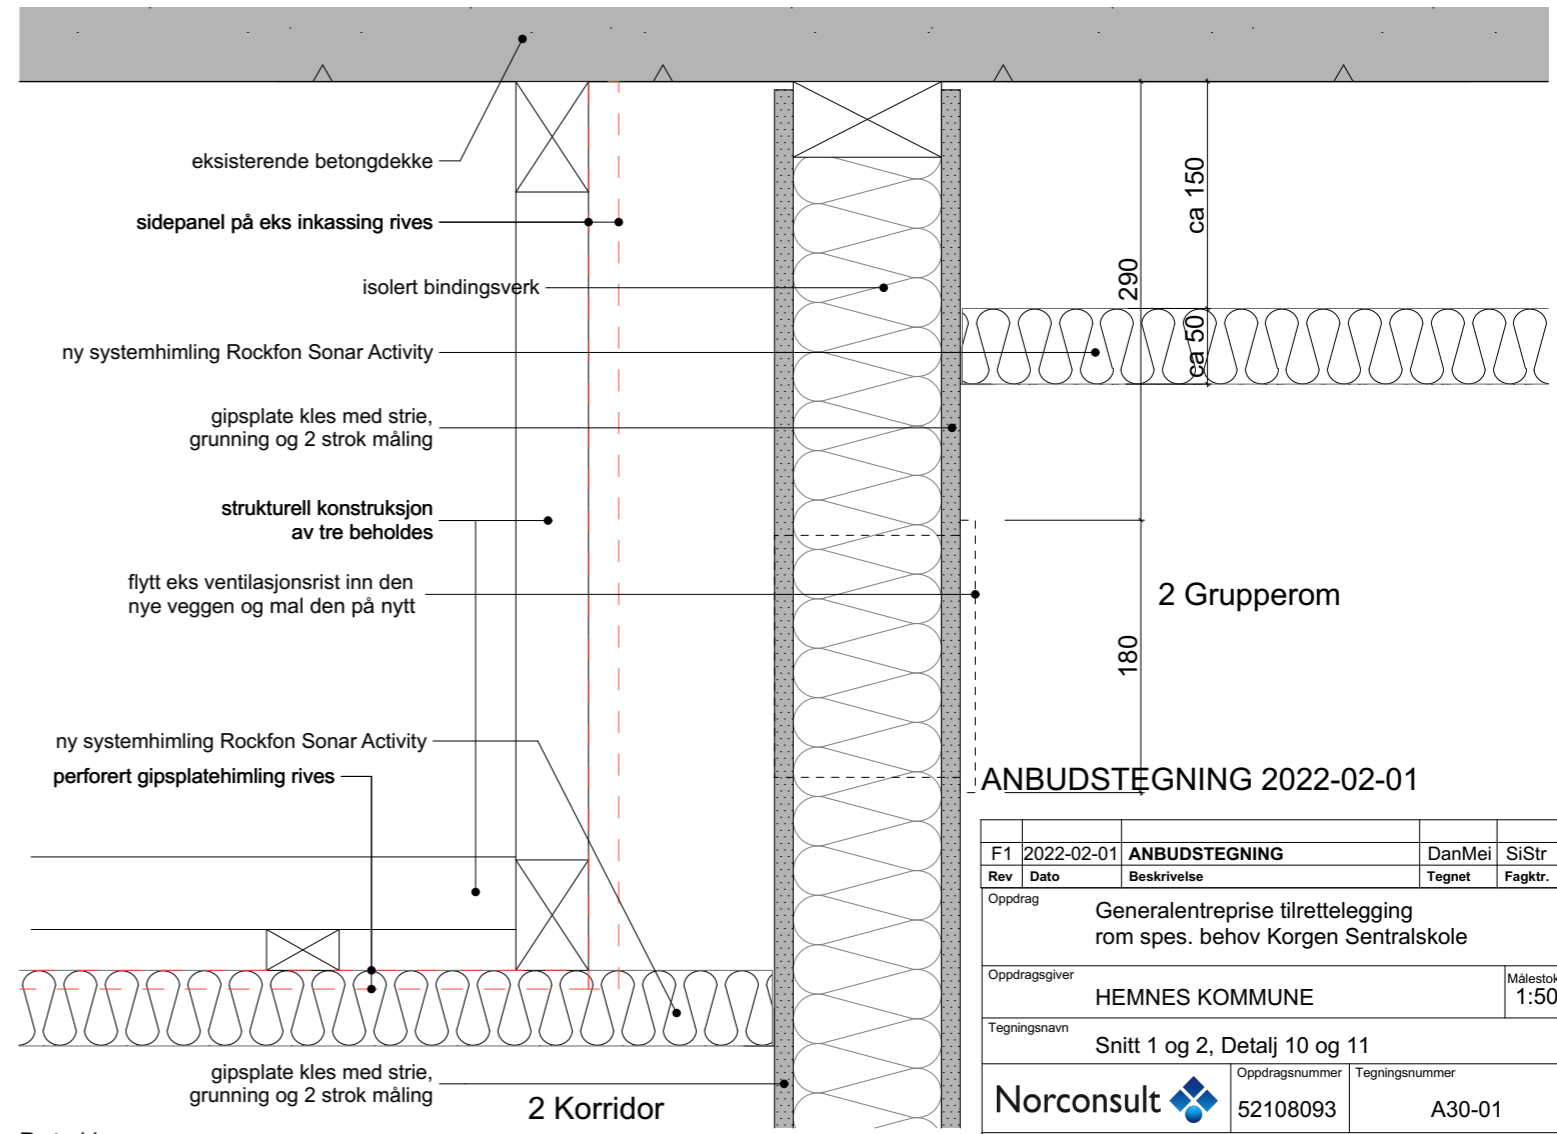 eksisterende betongdekke
sidepanel på eks inkassing rives
isolert bindingsverk
ny systemhimling Rockfon Sonar Activity
gipsplate kles med strie,
grunning og 2 strok måling
strukturell konstruksjon
av tre beholdes
flytt eks ventilasjonsrist inn den
nye veggen og mal den på nytt
ny systemhimling Rockfon Sonar Activity
perforert gipsplatehimling rives
gipsplate kles med strie,
grunning og 2 strok måling
2 Korridor
ca 150
290
ca 50
2 Grupperom
180
ANBUDSTEGNING 2022-02-01
F1 2022-02-01 ANBUDSTEGNING DanMei SiStr
Rev Dato Beskrivelse Tegnet Fagktr.
Oppdrag
Generalentreprise tilrettelegging
rom spes. behov Korgen Sentralskole
Oppdragsgiver
HEMNES KOMMUNE
1:50
Tegningsnavn
Snitt 1 og 2, Detalj 10 og 11
Norconsult
Oppdragsnummer
52108093
Tegningsnummer
A30-01